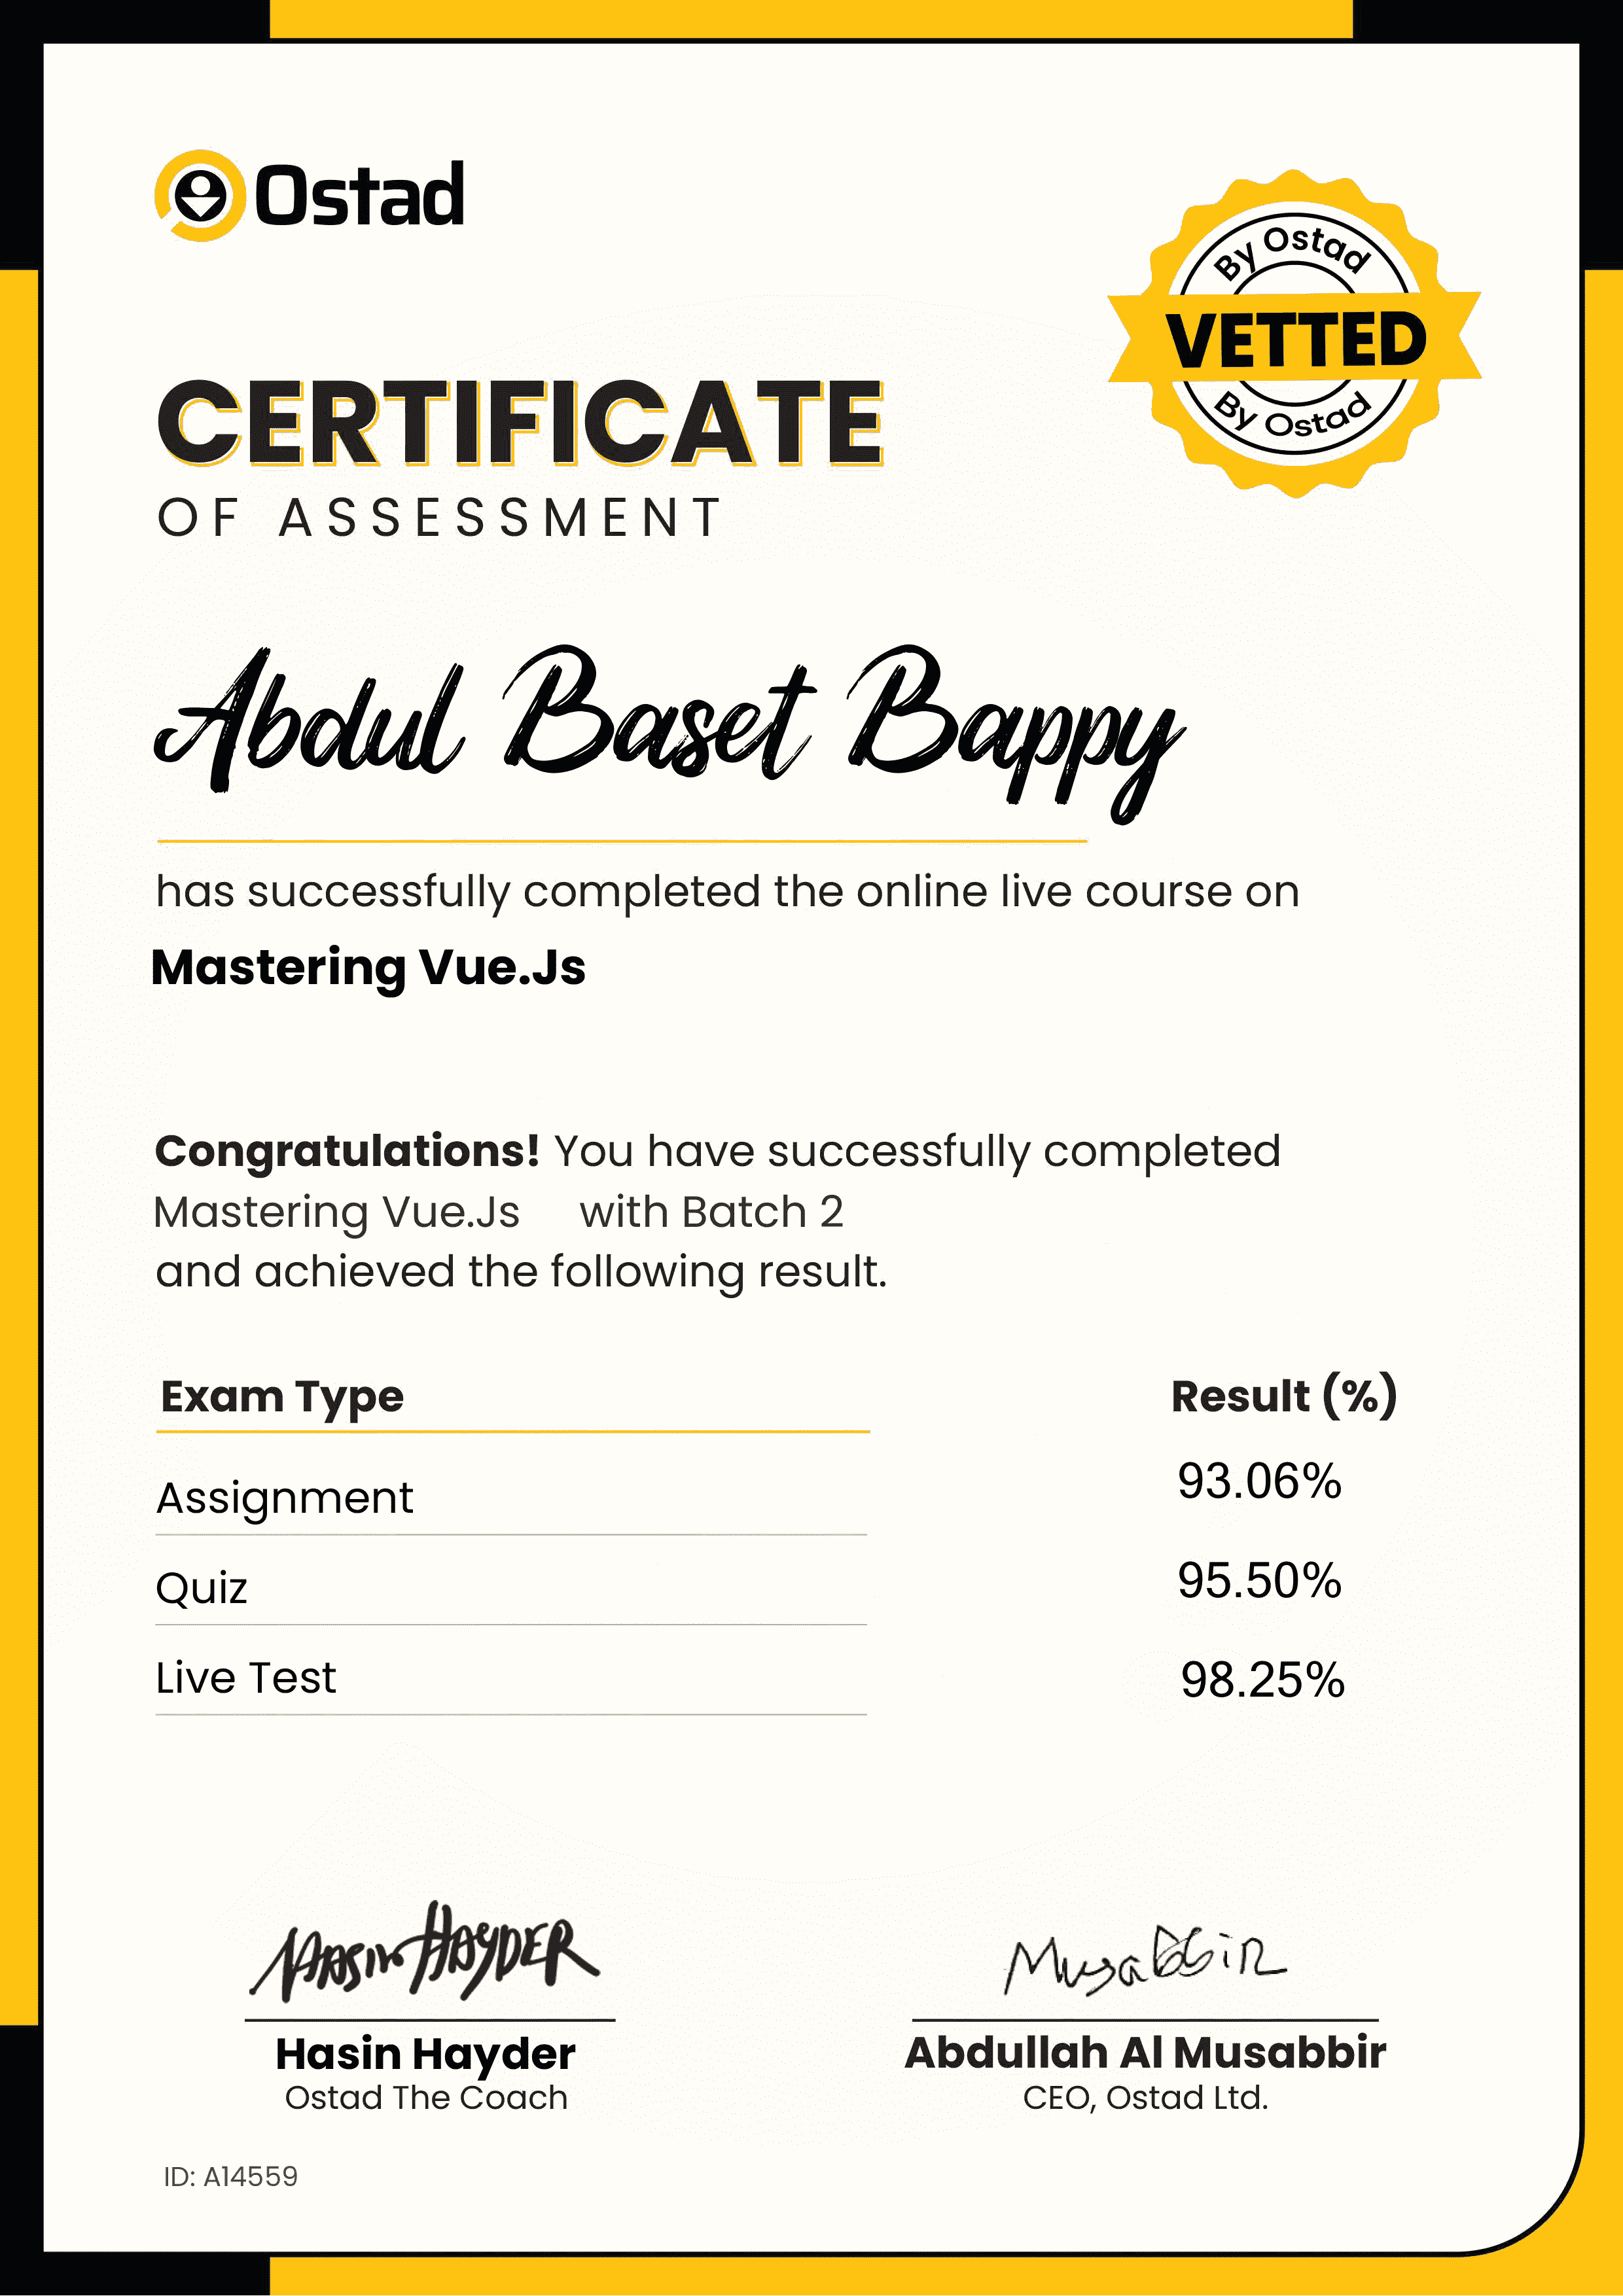 Ostad
By Ostad
VETTED
By Ostad
CERTIFICATE
OF ASSESSMENT
Abdul Baset Bappy
has successfully completed the online live course on
Mastering Vue.Js
Congratulations! You have successfully completed
Mastering Vue.Js with Batch 2
and achieved the following result.
Exam Type Result (%)
Assignment 93.06%
Quiz 95.50%
Live Test 98.25%
Hasin Hayder Musabbir
Hasin Hayder Abdullah Al Musabbir
Ostad The Coach CEO, Ostad Ltd.
ID: A14559